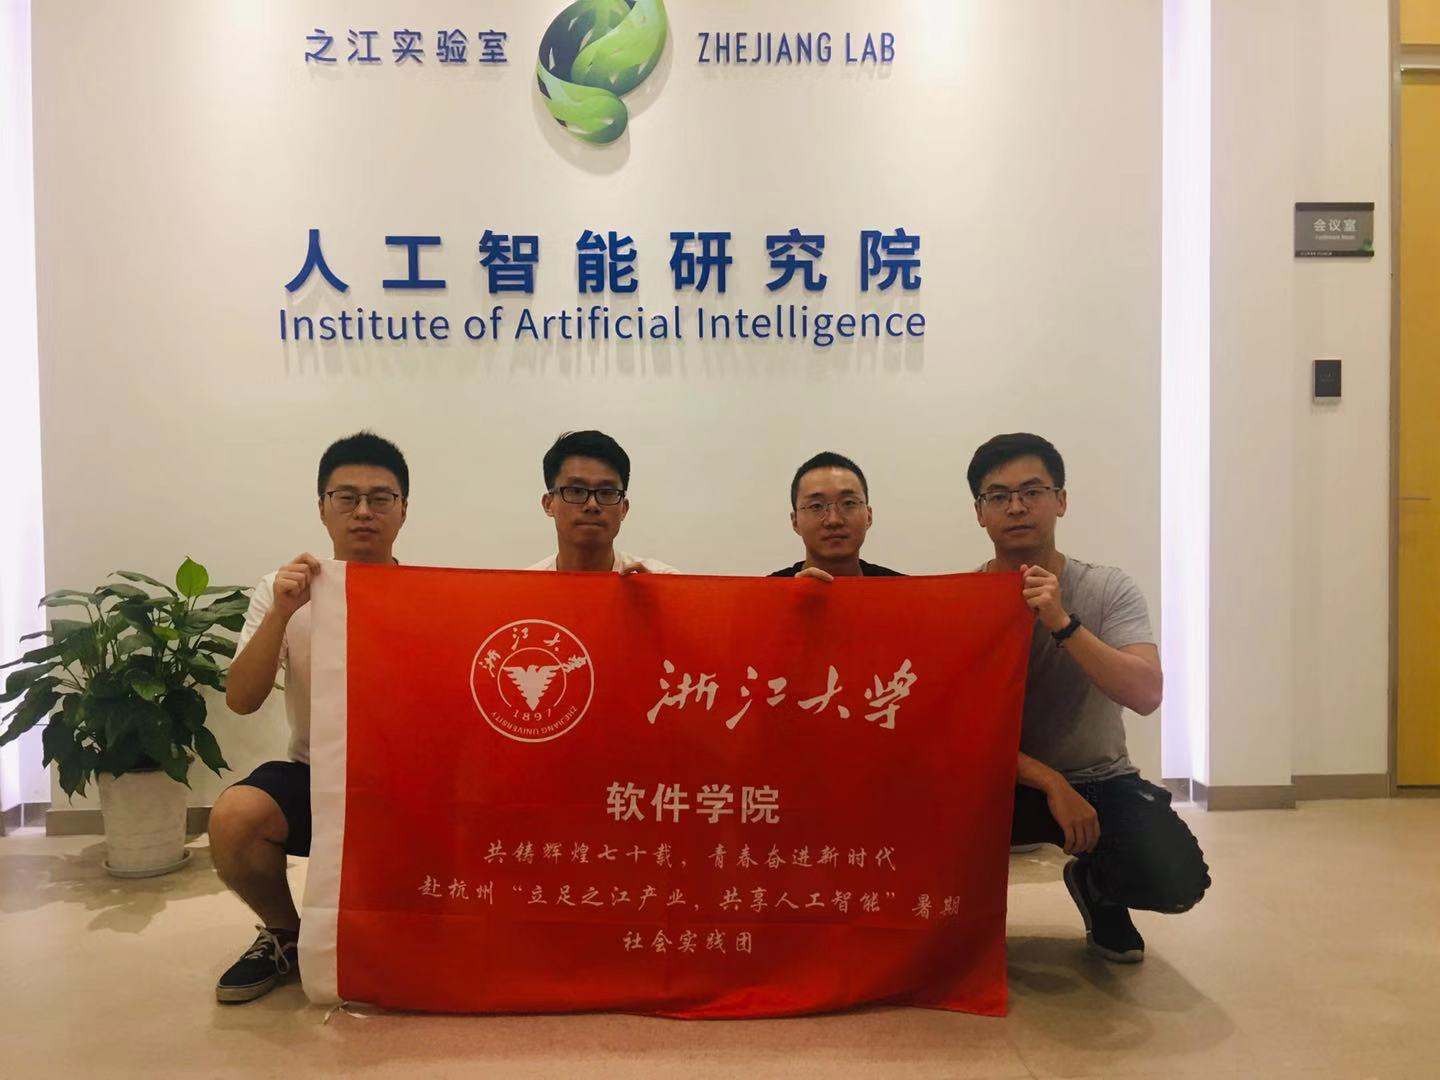 之江实验室 ZHEJIANG LAB
人工智能研究院
Institute of Artificial Intelligence
会议室
浙江大学
1897
ZHEJIANG UNIVERSITY
浙江大学
软件学院
共铸辉煌七十载，青春奋进新时代
赴杭州“立足之江产业，共享人工智能”暑期
社会实践团